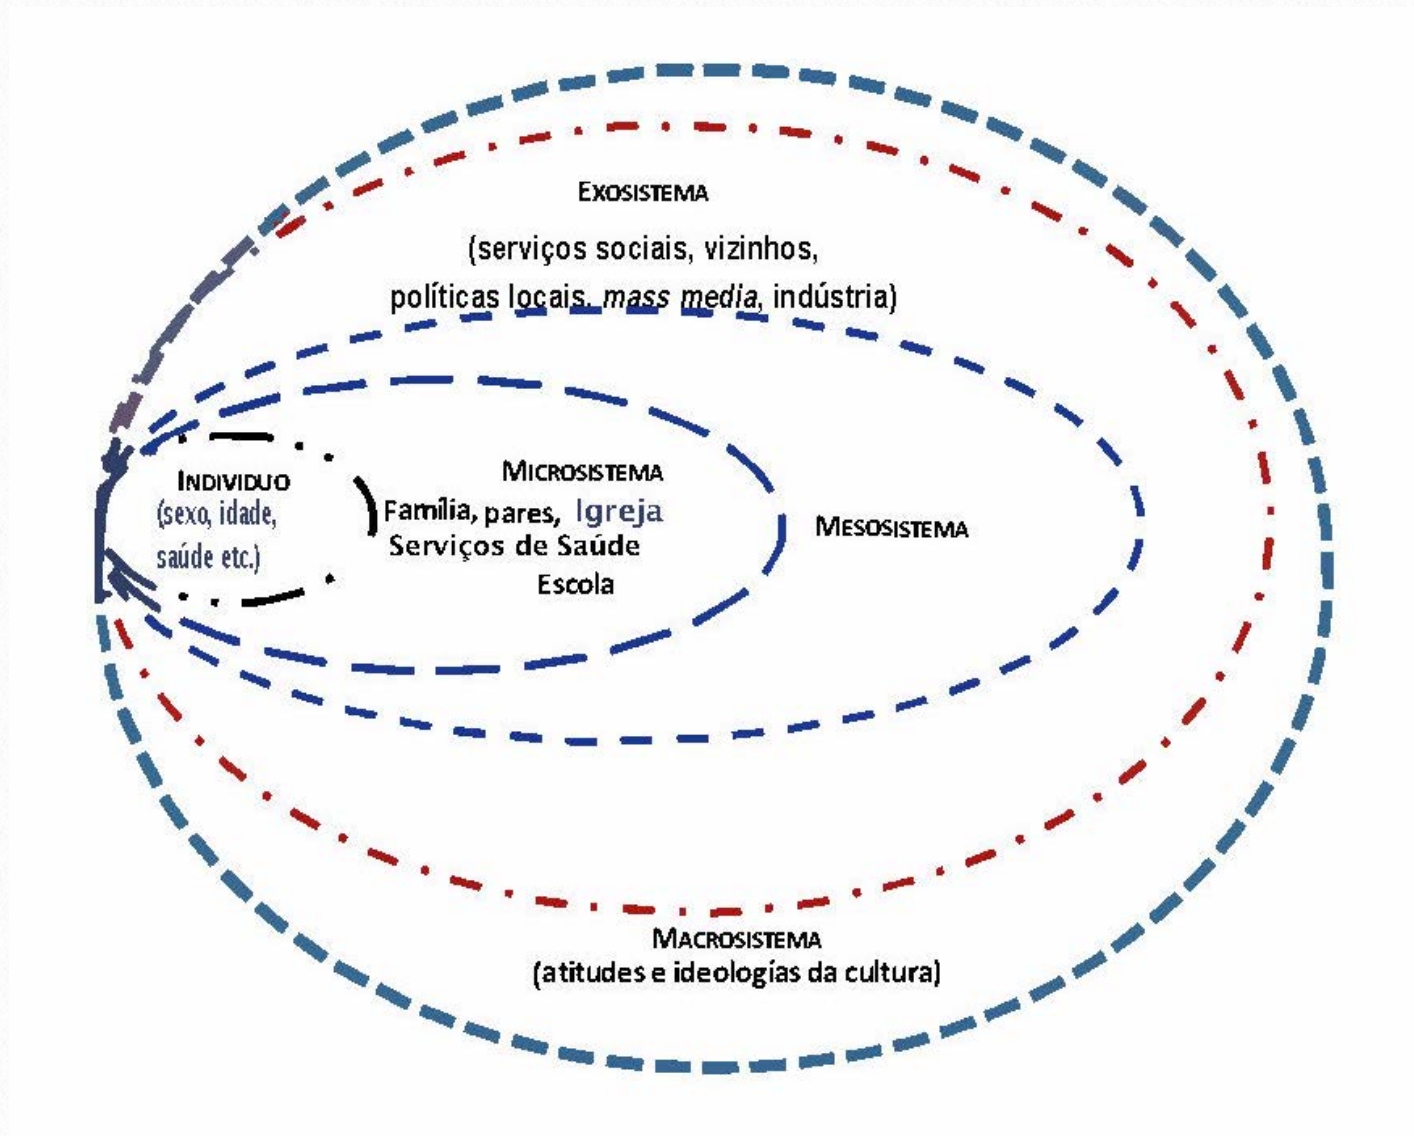 EXOSISTEMA
(serviços sociais, vizinhos,
políticas locais, mass media, indústria)
INDIVIDUO
(sexo, idade,
saúde etc.)
MICROSISTEMA
Família, pares, Igreja
Serviços de Saúde
Escola
MESOSISTEMA
MACROSISTEMA
(atitudes e ideologías da cultura)